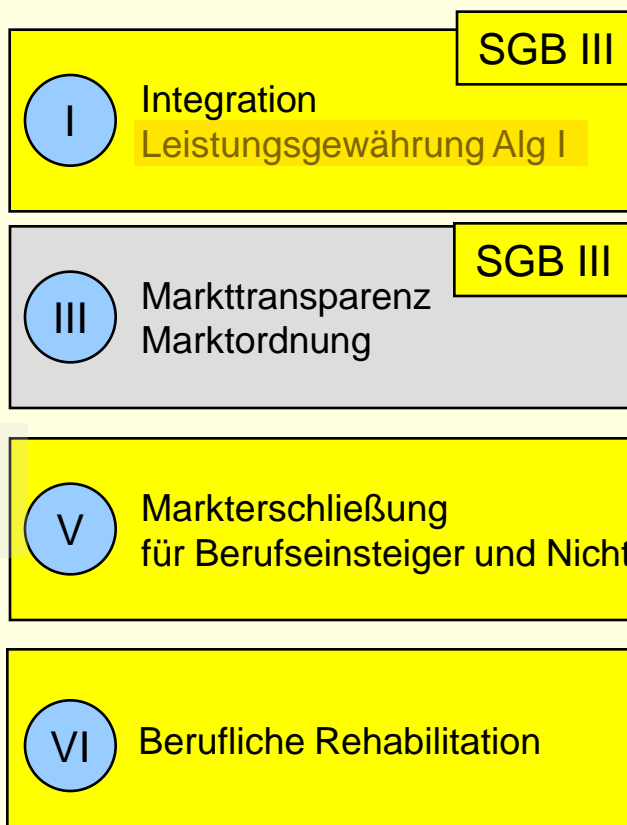 SGB III
I
Integration
Leistungsgewährung Alg I
SGB III
III
Markttransparenz
Marktordnung
V
Markterschließung
für Berufseinsteiger und Nicht
VI
Berufliche Rehabilitation